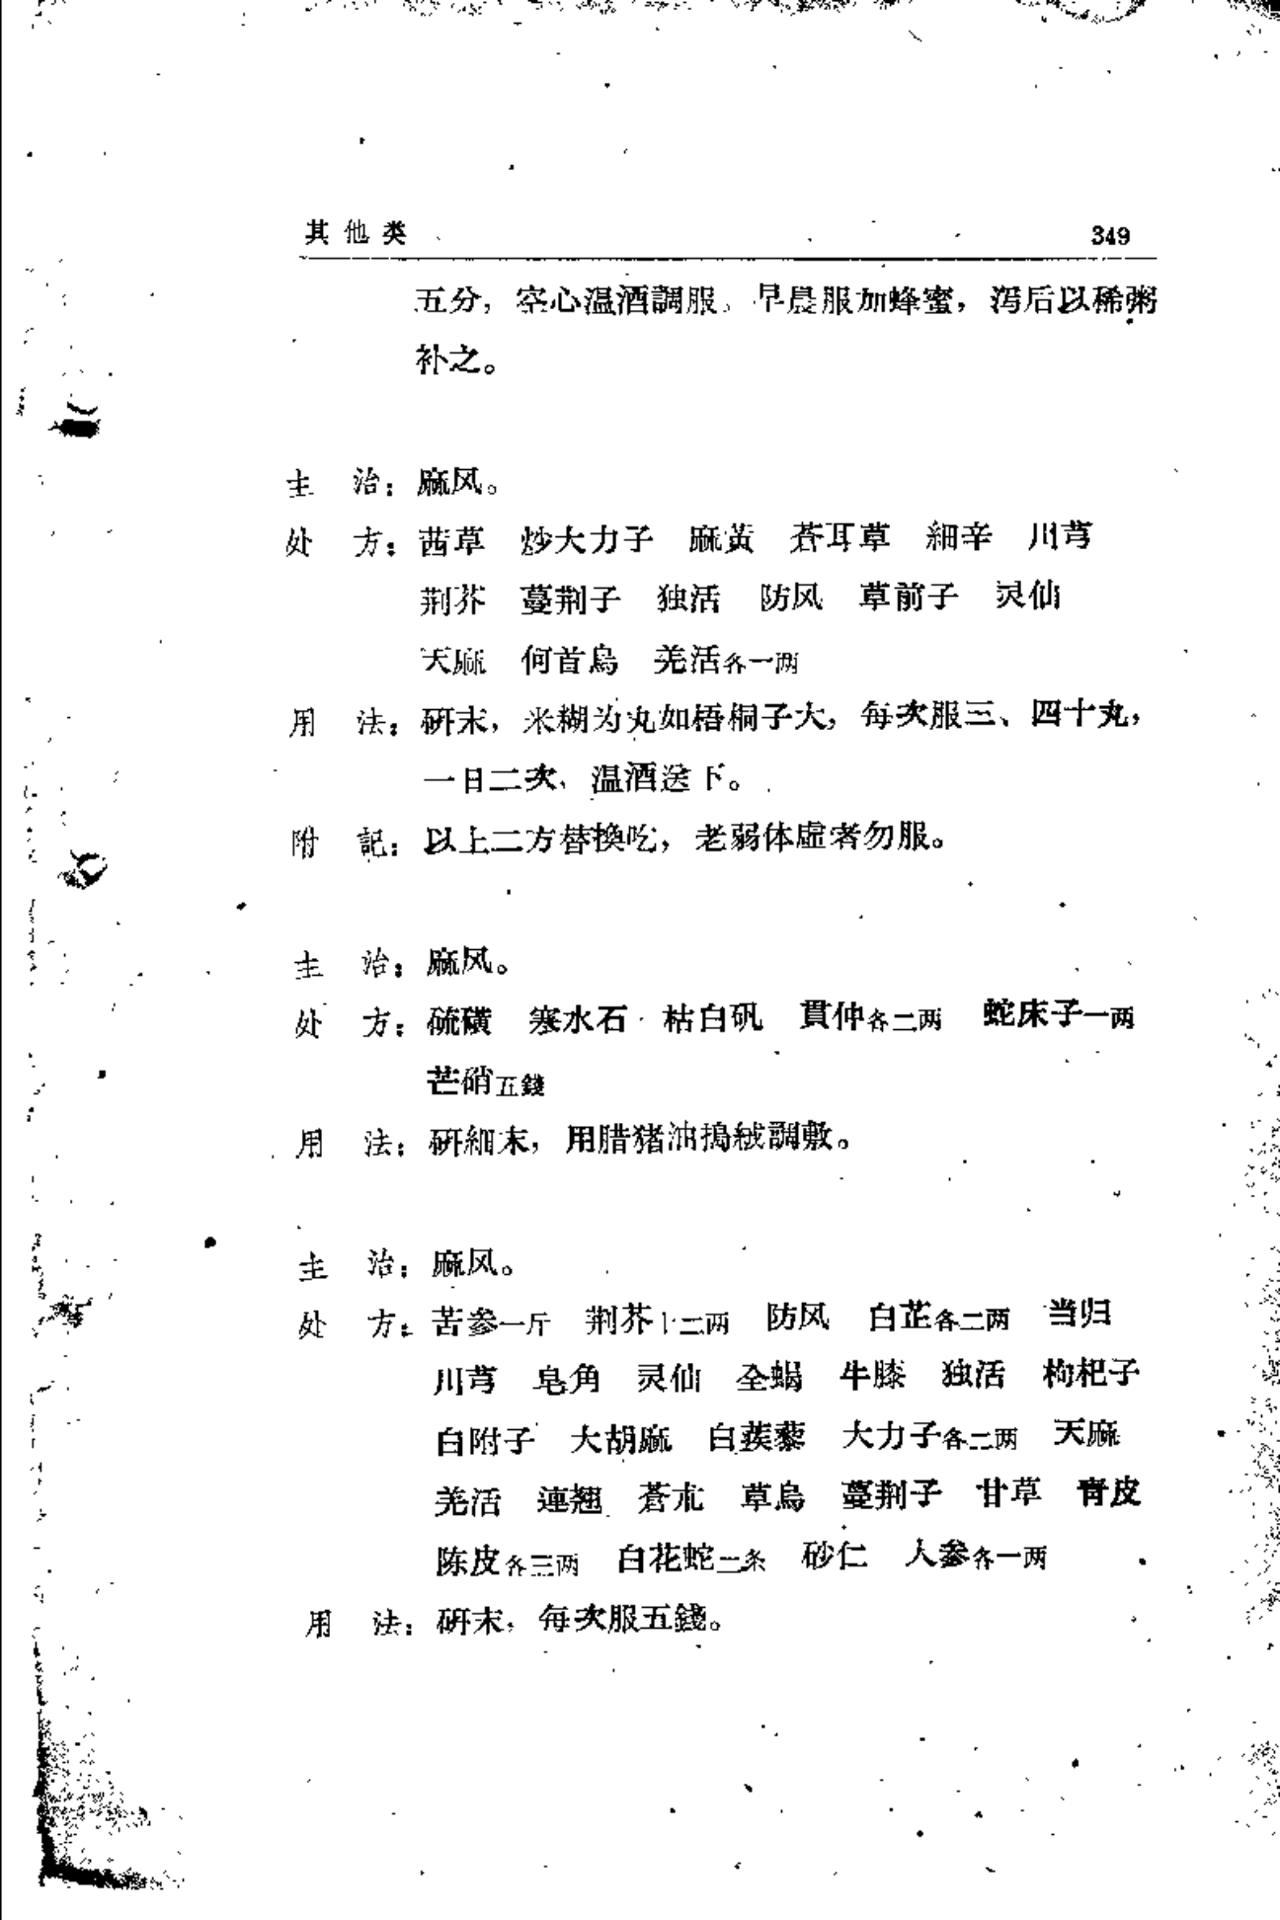 其他类 349
五分，空心温酒調服，早晨服加蜂蜜，泻后以稀粥
补之。
主 治：麻风。
处 方：茜草 炒大力子 麻黃 蒼耳草 細辛 川芎
荆芥 蔓荆子 独活 防风 草前子 灵仙
天麻 何首烏 羌活各一两
用 法：研末，米糊为丸如梧桐子大，每次服三、四十丸，
一日二次，温酒送下。
附 記：以上二方替換吃，老弱体虛者勿服。
主 治：麻风。
处 方：硫磺 寒水石 枯白矾 貫仲各二两 蛇床子一两
芒硝五錢
用 法：研細末，用腊猪油搗絨調敷。
主 治：麻风。
处 方：苦参一斤 荆芥十二两 防风 白芷各二两 当归
川芎 皂角 灵仙 全蝎 牛膝 独活 枸杞子
白附子 大胡麻 白蒺藜 大力子各二两 天麻
羌活 連翘 蒼朮 草烏 蔓荆子 甘草 青皮
陈皮各三两 白花蛇二条 砂仁 人参各一两
用 法：研末，每次服五錢。